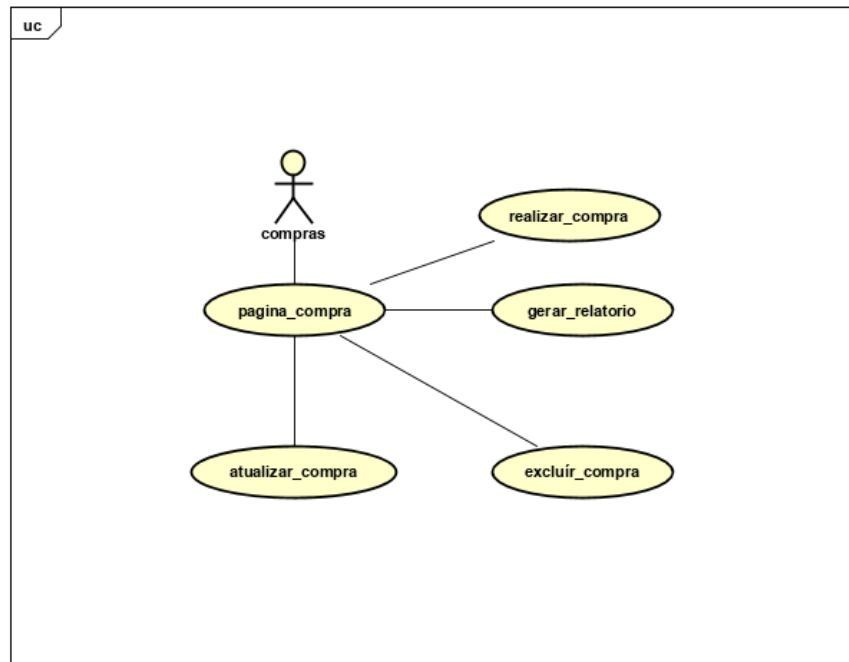 uc
compras
realizar_compra
pagina_compra
gerar_relatorio
atualizar_compra
excluír_compra